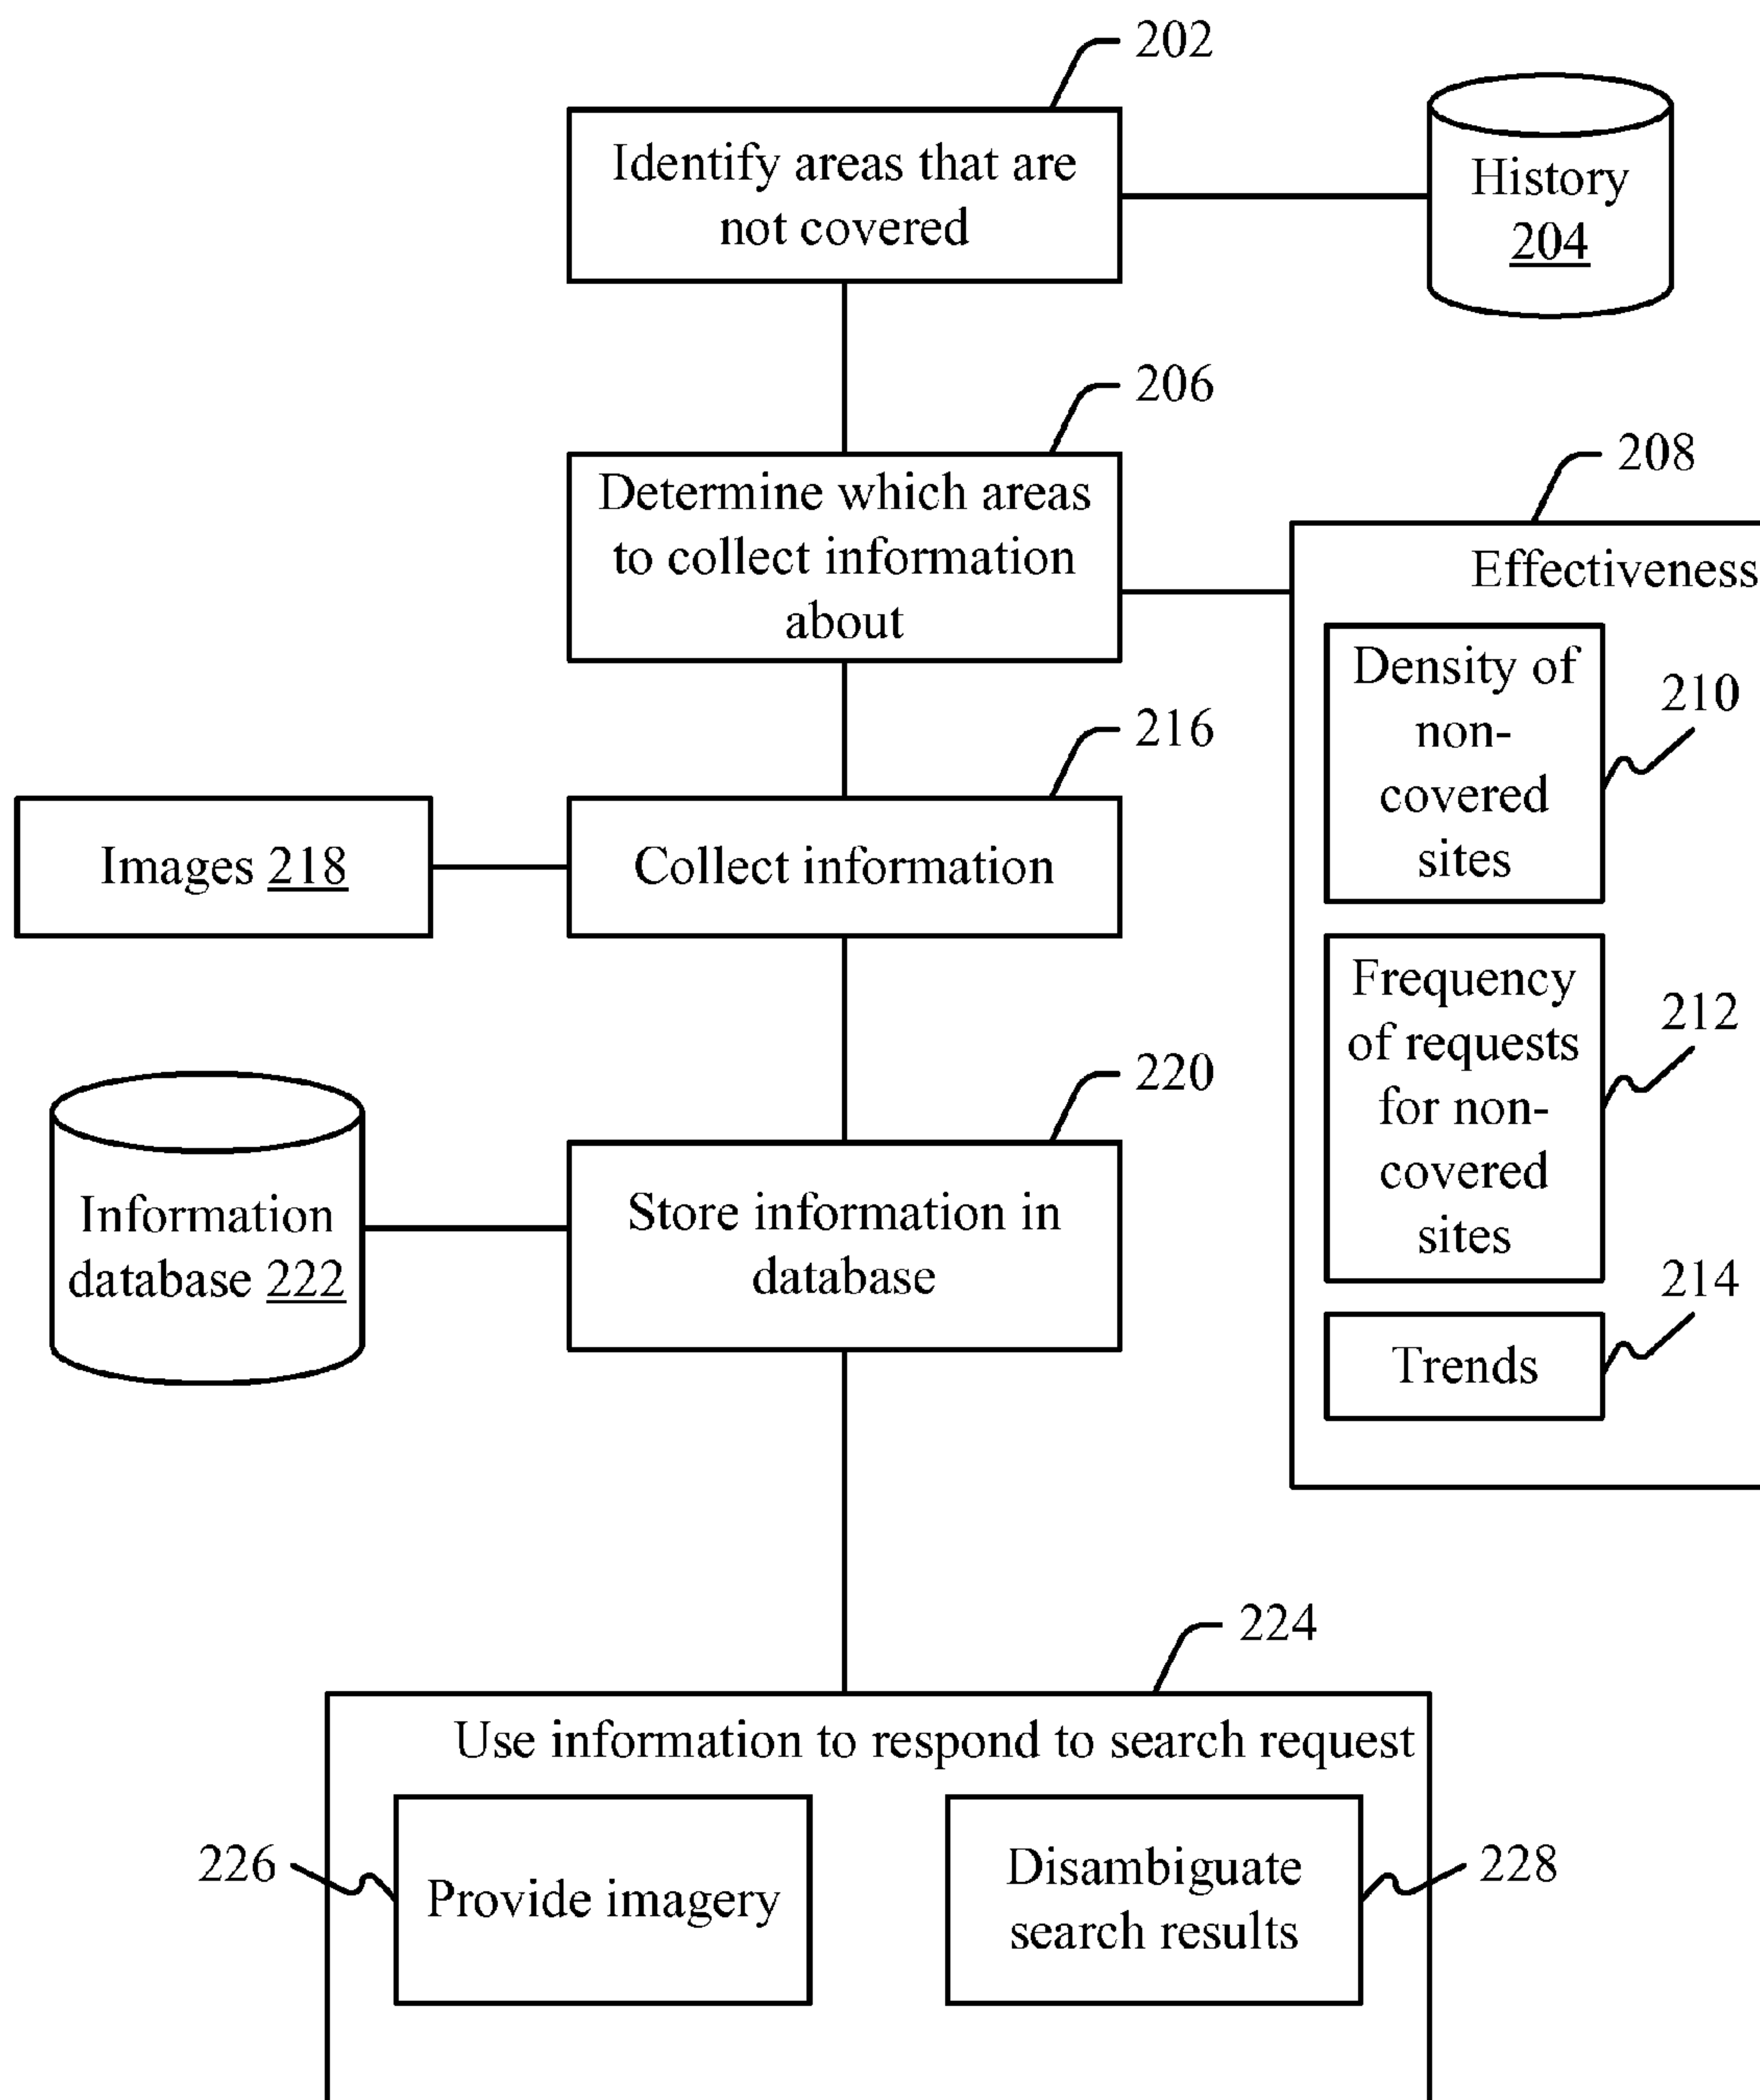 202
Identify areas that are
not covered
History
204
206
Determine which areas
to collect information
about
208
Effectiveness
Density of
non-
covered
sites
210
216
Images 218
Collect information
Frequency
of requests
for non-
covered
sites
212
220
Information
database 222
Store information in
database
214
Trends
224
Use information to respond to search request
226
Provide imagery
Disambiguate
search results
228